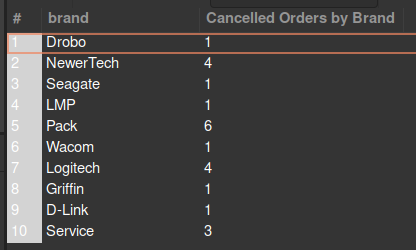 # brand Cancelled Orders by Brand
1 Drobo 1
2 NewerTech 4
3 Seagate 1
4 LMP 1
5 Pack 6
6 Wacom 1
7 Logitech 4
8 Griffin 1
9 D-Link 1
10 Service 3